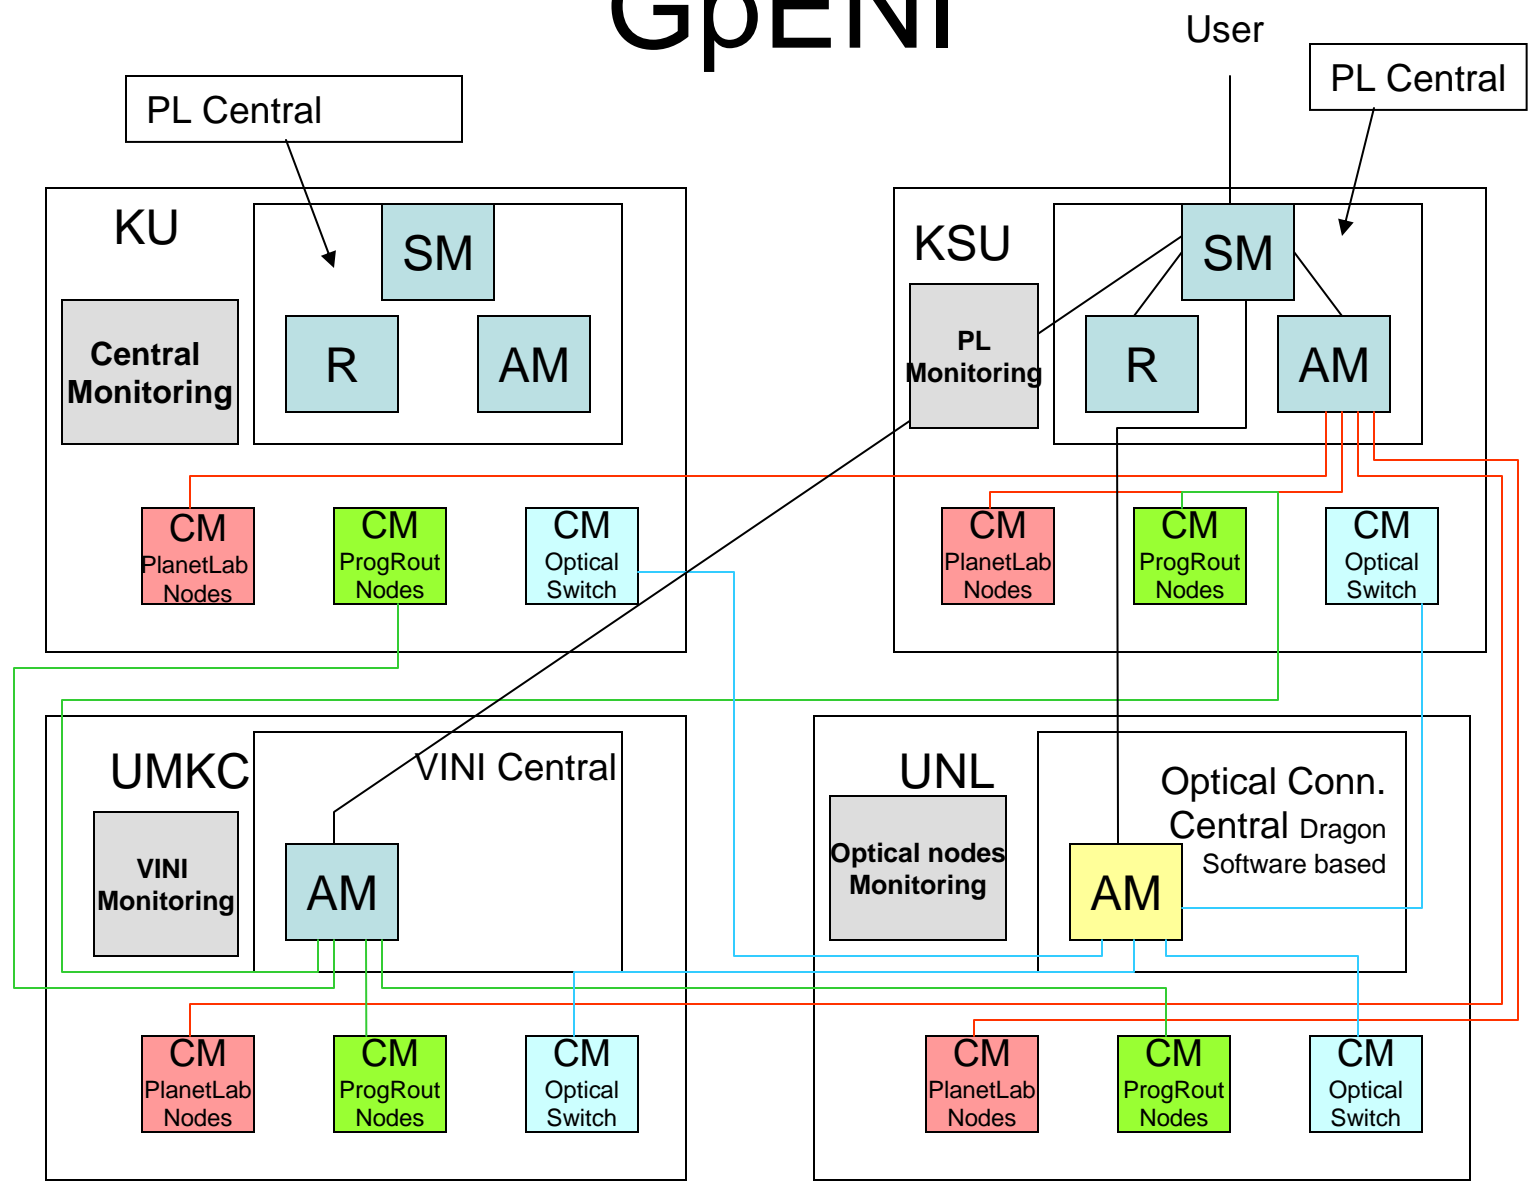 GpENI
User
PL Central
PL Central
KU
SM
Central
Monitoring
R
AM
CM
PlanetLab
Nodes
CM
ProgRout
Nodes
CM
Optical
Switch
KSU
SM
PL
Monitoring
R
AM
CM
PlanetLab
Nodes
CM
ProgRout
Nodes
CM
Optical
Switch
UMKC
VINI Central
VINI
Monitoring
AM
CM
PlanetLab
Nodes
CM
ProgRout
Nodes
CM
Optical
Switch
UNL
Optical Conn.
Central Dragon
Software based
Optical nodes
Monitoring
AM
CM
PlanetLab
Nodes
CM
ProgRout
Nodes
CM
Optical
Switch